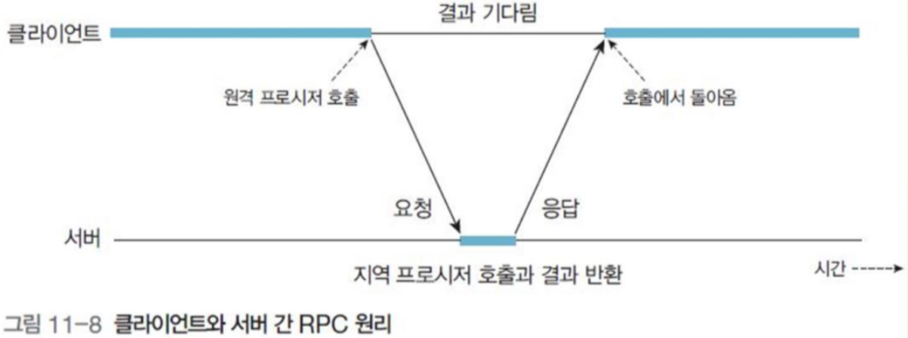 결과 기다림
클라이언트
원격 프로시저 호출
호출에서 돌아옴
요청
응답
서버
지역 프로시저 호출과 결과 반환
시간
그림 11-8 클라이언트와 서버 간 RPC 원리